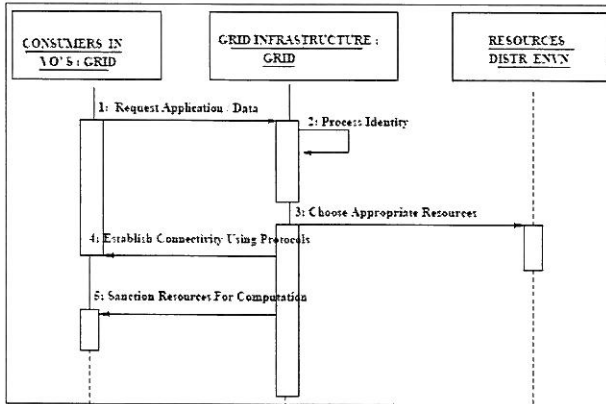 CONSUMERS IN
VO'S : GRID
GRID INFRASTRUCTURE :
GRID
RESOURCES
DISTR ENVN
1: Request Application / Data
2: Process Identity
3: Choose Appropriate Resources
4: Establish Connectivity Using Protocols
5: Sanction Resources For Computation